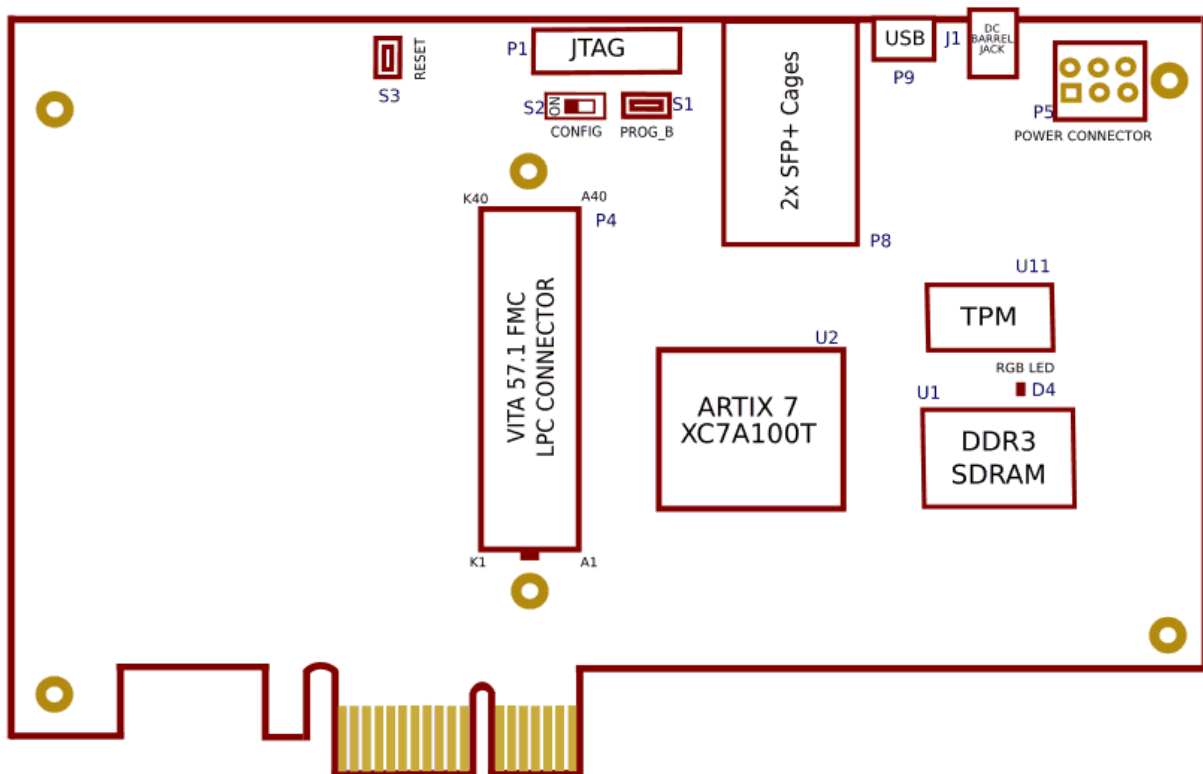 DC
BARREL
JACK
P1
JTAG
USB
J1
RESET
S3
P9
S2
ON
S1
CONFIG
PROG_B
2x SFP+ Cages
P5
POWER CONNECTOR
K40
A40
P4
P8
VITA 57.1 FMC
LPC CONNECTOR
U11
TPM
U2
RGB LED
D4
U1
ARTIX 7
XC7A100T
DDR3
SDRAM
K1
A1